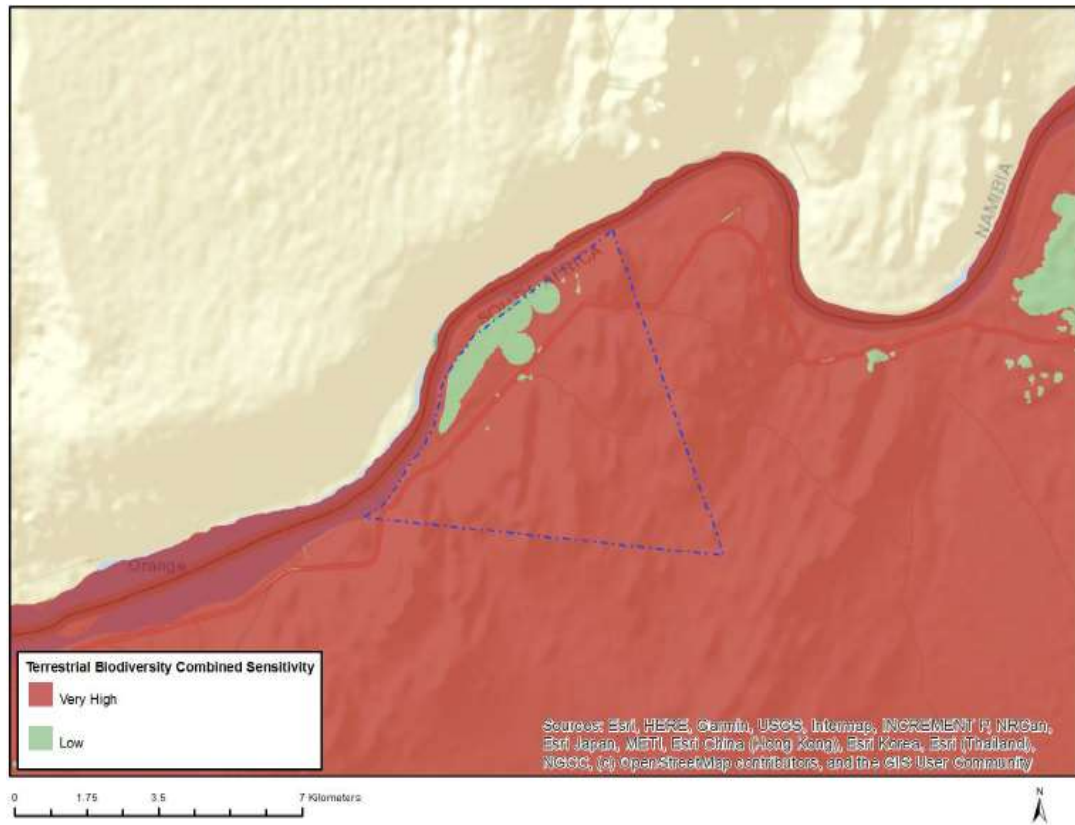 NAMIBIA
SOUTH AFRICA
Orange
Terrestrial Biodiversity Combined Sensitivity
Very High
Low
Sources: Esri, HERE, Garmin, USGS, Intermap, INCREMENT P, NRCan,
Esri Japan, METI, Esri China (Hong Kong), Esri Korea, Esri (Thailand),
NGCC, (c) OpenStreetMap contributors, and the GIS User Community
0 1.75 3.5 7 Kilometers
N